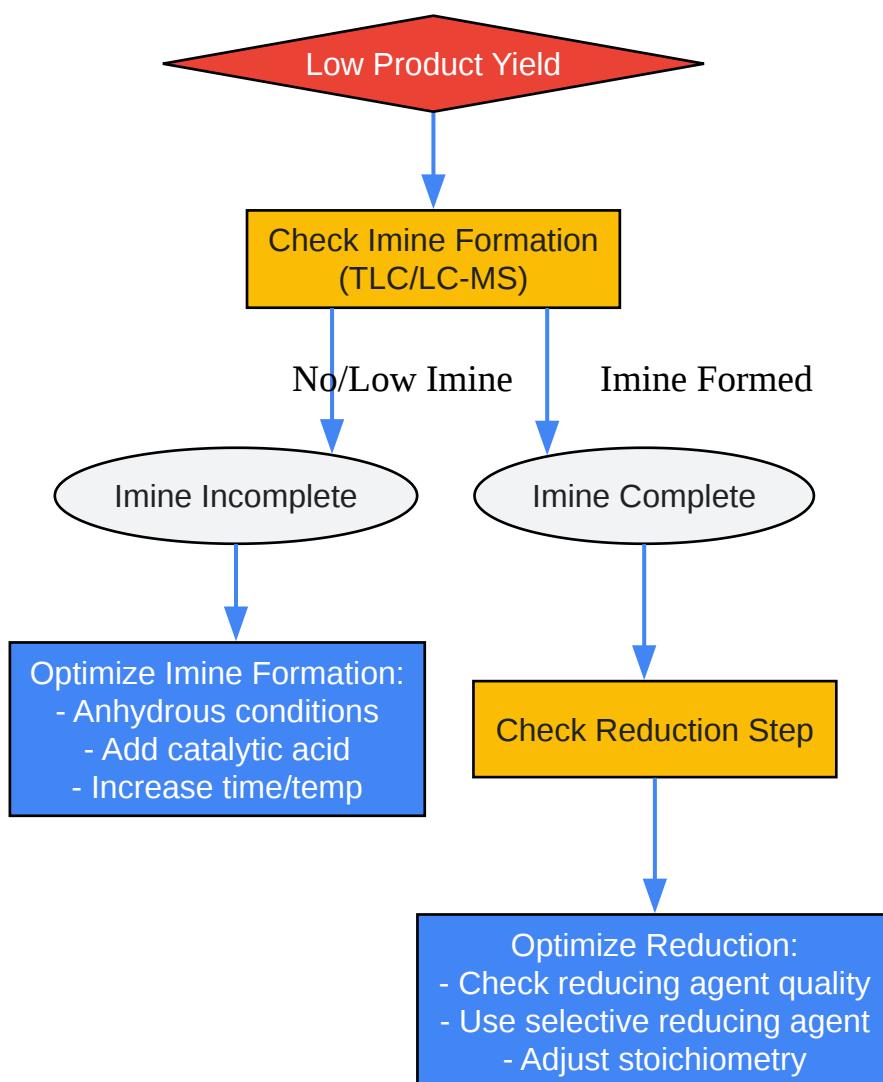 Low Product Yield
Check Imine Formation
(TLC/LC-MS)
No/Low Imine
Imine Formed
Imine Incomplete
Imine Complete
Optimize Imine Formation:
- Anhydrous conditions
- Add catalytic acid
- Increase time/temp
Check Reduction Step
Optimize Reduction:
- Check reducing agent quality
- Use selective reducing agent
- Adjust stoichiometry